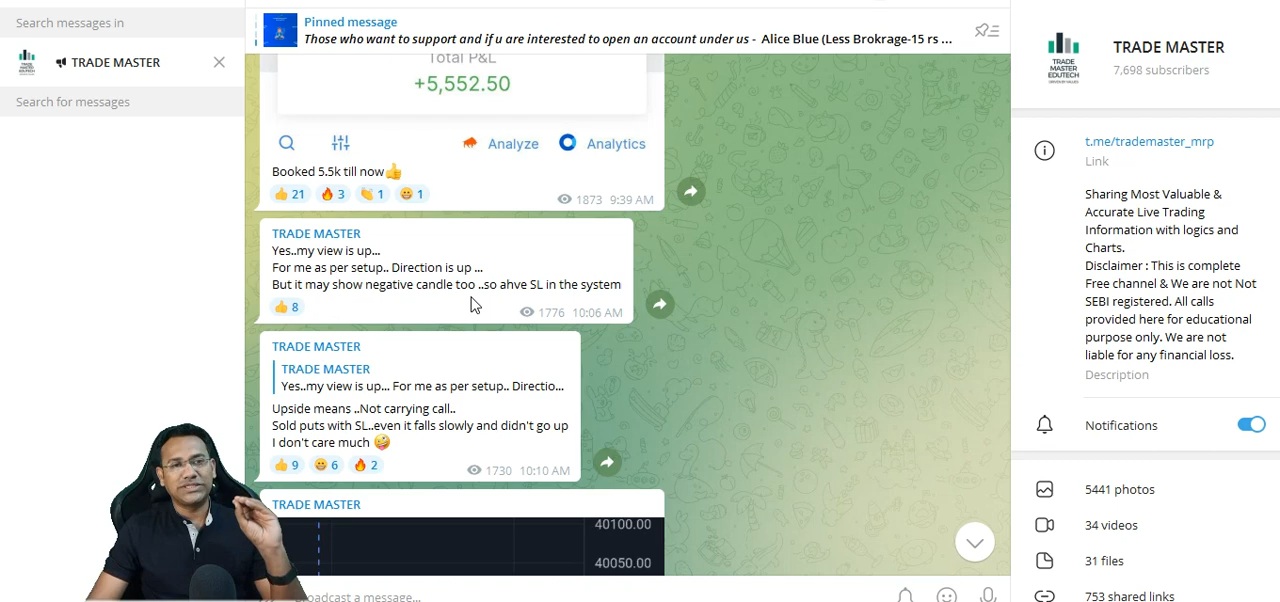 Search messages in
TRADE MASTER
Search for messages
Pinned message
Those who want to support and if u are interested to open an account under us - Alice Blue (Less Brokrage-15 rs ...
Total P&L
+5,552.50
Analyze
Analytics
Booked 5.5k till now👍
👍 21 🔥 3 👏 1 😀 1
1873 9:39 AM
TRADE MASTER
Yes..my view is up...
For me as per setup.. Direction is up ...
But it may show negative candle too ..so ahve SL in the system
👍 8
1776 10:06 AM
TRADE MASTER
TRADE MASTER
Yes..my view is up... For me as per setup.. Directio...
Upside means ..Not carrying call..
Sold puts with SL..even it falls slowly and didn't go up
I don't care much 🤪
👍 9 😀 6 🔥 2
1730 10:10 AM
TRADE MASTER
40100.00
40050.00
Broadcast a message...
TRADE MASTER
EDUTECH
TRADE MASTER
7,698 subscribers
t.me/trademaster_mrp
Link
Sharing Most Valuable &
Accurate Live Trading
Information with logics and
Charts.
Disclaimer : This is complete
Free channel & We are not Not
SEBI registered. All calls
provided here for educational
purpose only. We are not
liable for any financial loss.
Description
Notifications
5441 photos
34 videos
31 files
753 shared links